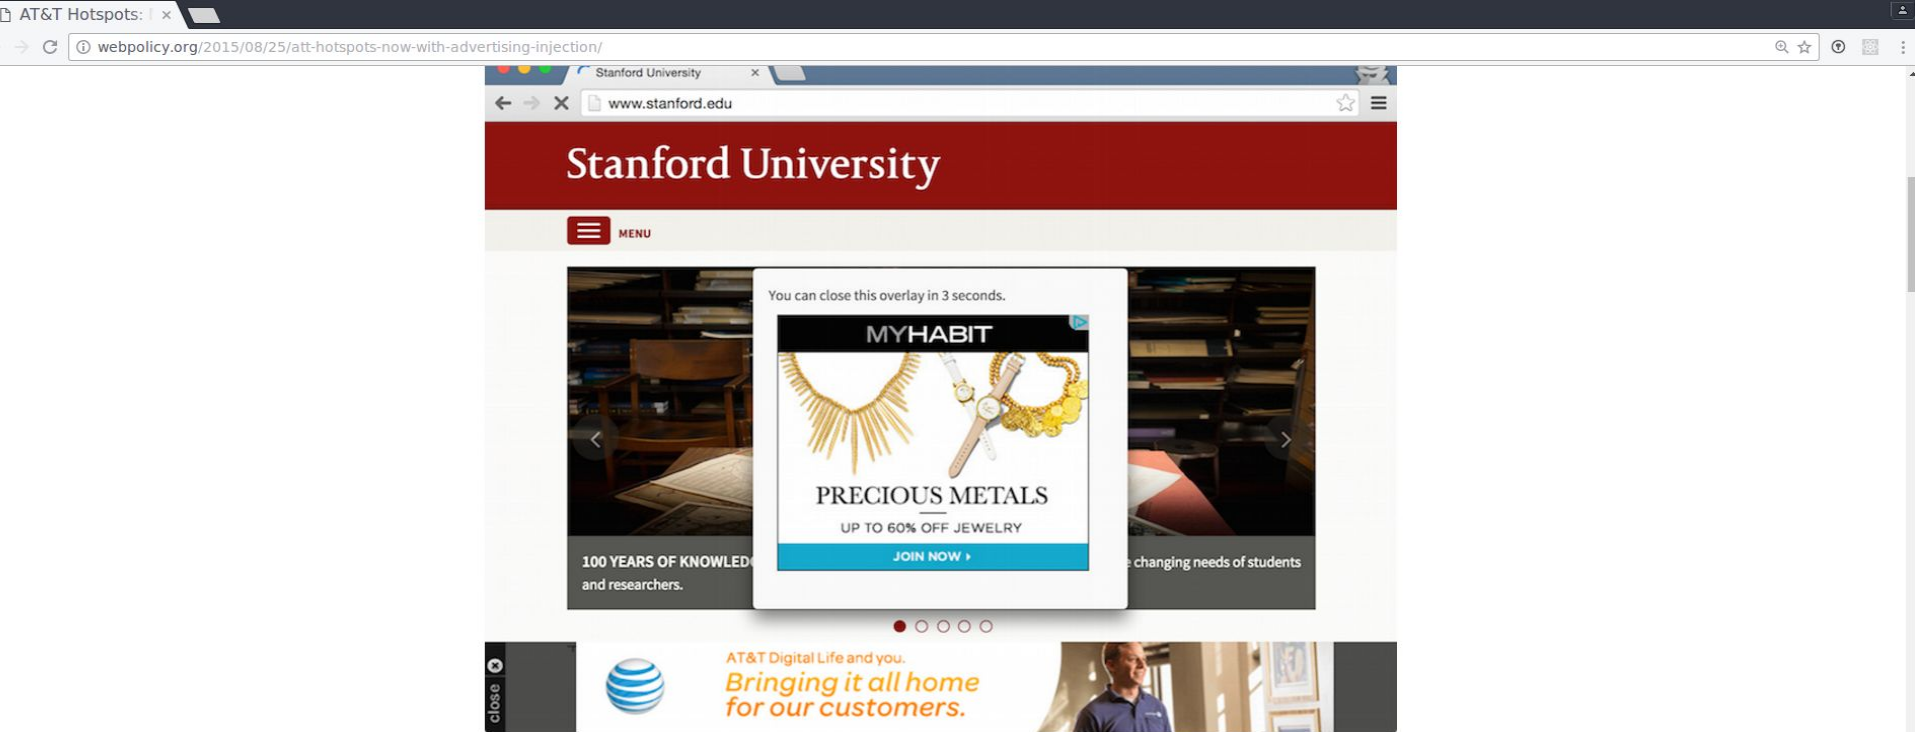 AT&T Hotspots:
webpolicy.org/2015/08/25/att-hotspots-now-with-advertising-injection/
Stanford University
www.stanford.edu
Stanford University
MENU
You can close this overlay in 3 seconds.
MYHABIT
PRECIOUS METALS
UP TO 60% OFF JEWELRY
JOIN NOW
100 YEARS OF changing needs of students
and researchers.
AT&T Digital Life and you.
Bringing it all home
for our customers.
close